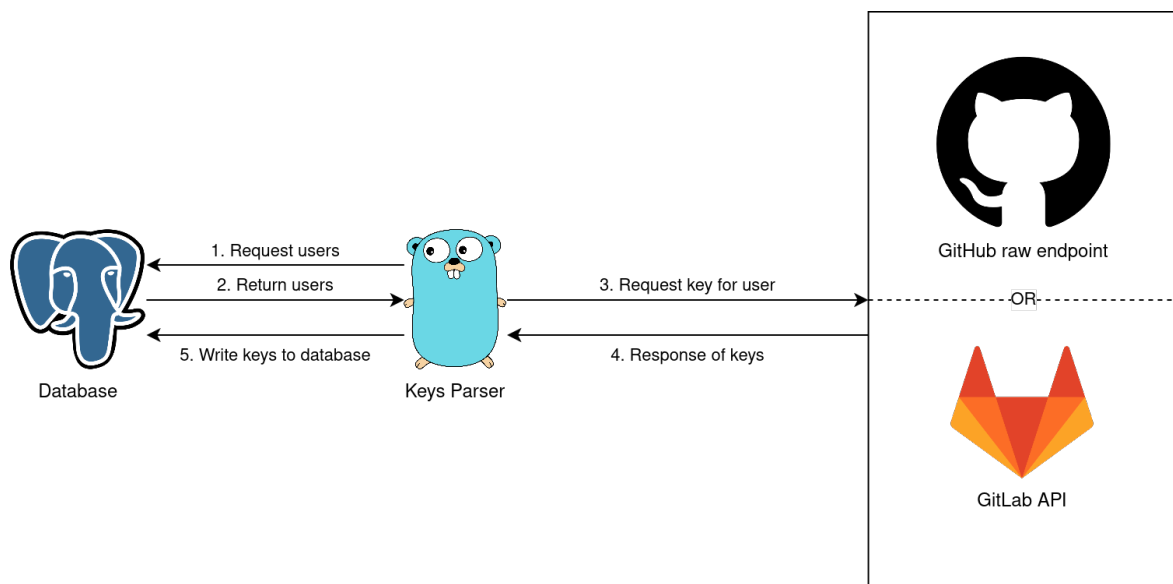 GitHub raw endpoint
1. Request users
2. Return users
3. Request key for user
OR
5. Write keys to database
4. Response of keys
Database
Keys Parser
GitLab API